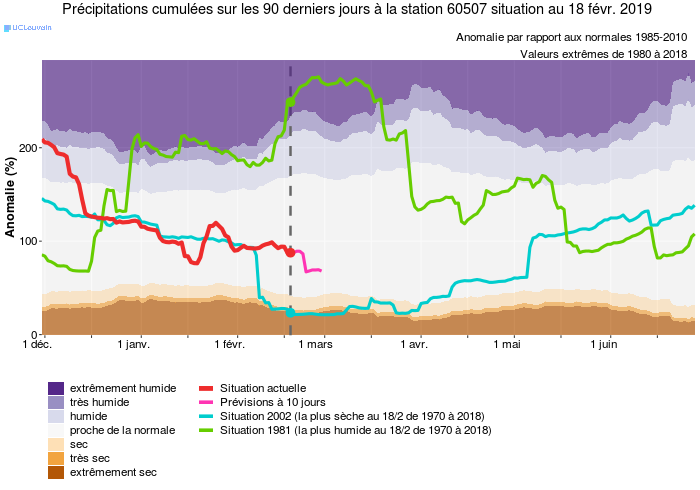 Précipitations cumulées sur les 90 derniers jours à la station 60507 situation au 18 févr. 2019
UCLouvain
Anomalie par rapport aux normales 1985-2010
Valeurs extrêmes de 1980 à 2018
Anomalie (%)
200
100
0
1 déc. 1 janv. 1 févr. 1 mars 1 avr. 1 mai 1 juin
extrêmement humide
très humide
humide
proche de la normale
sec
très sec
extrêmement sec
Situation actuelle
Prévisions à 10 jours
Situation 2002 (la plus sèche au 18/2 de 1970 à 2018)
Situation 1981 (la plus humide au 18/2 de 1970 à 2018)